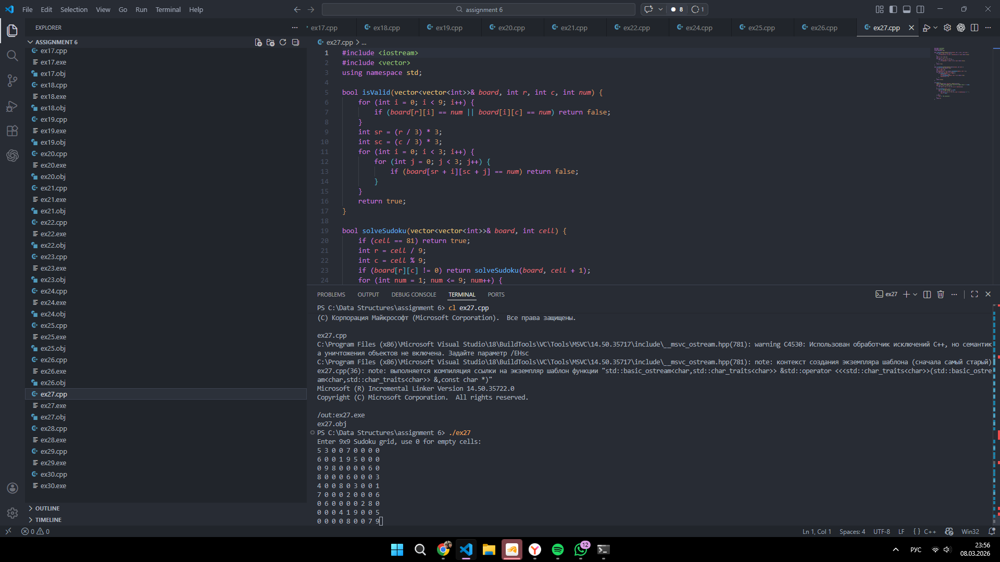 File Edit Selection View Go Run Terminal Help
assignment 6
8
1
EXPLORER
ex17.cpp
ex18.cpp
ex19.cpp
ex20.cpp
ex21.cpp
ex22.cpp
ex24.cpp
ex25.cpp
ex26.cpp
ex27.cpp
ASSIGNMENT 6
ex17.cpp
ex17.exe
ex17.obj
ex18.cpp
ex18.exe
ex18.obj
ex19.cpp
ex19.exe
ex19.obj
ex20.cpp
ex20.exe
ex20.obj
ex21.cpp
ex21.exe
ex21.obj
ex22.cpp
ex22.exe
ex22.obj
ex23.cpp
ex23.exe
ex23.obj
ex24.cpp
ex24.exe
ex24.obj
ex25.cpp
ex25.exe
ex25.obj
ex26.cpp
ex26.exe
ex26.obj
ex27.cpp
ex27.exe
ex27.obj
ex28.cpp
ex28.exe
ex29.cpp
ex29.exe
ex30.cpp
ex30.exe
OUTLINE
TIMELINE
ex27.cpp > ...
1 #include <iostream>
2 #include <vector>
3 using namespace std;
4
5 bool isValid(vector<vector<int>>& board, int r, int c, int num) {
6 for (int i = 0; i < 9; i++) {
7 if (board[r][i] == num || board[i][c] == num) return false;
8 }
9 int sr = (r / 3) * 3;
10 int sc = (c / 3) * 3;
11 for (int i = 0; i < 3; i++) {
12 for (int j = 0; j < 3; j++) {
13 if (board[sr + i][sc + j] == num) return false;
14 }
15 }
16 return true;
17 }
18
19 bool solveSudoku(vector<vector<int>>& board, int cell) {
20 if (cell == 81) return true;
21 int r = cell / 9;
22 int c = cell % 9;
23 if (board[r][c] != 0) return solveSudoku(board, cell + 1);
24 for (int num = 1; num <= 9; num++) {
PROBLEMS OUTPUT DEBUG CONSOLE TERMINAL PORTS
ex27
PS C:\Data Structures\assignment 6> cl ex27.cpp
(C) Корпорация Майкрософт (Microsoft Corporation).  Все права защищены.
ex27.cpp
C:\Program Files (x86)\Microsoft Visual Studio\18\BuildTools\VC\Tools\MSVC\14.50.35717\include\__msvc_ostream.hpp(781): warning C4530: Использован обработчик исключений C++, но семантик
а уничтожения объектов не включена. Задайте параметр /EHsc
C:\Program Files (x86)\Microsoft Visual Studio\18\BuildTools\VC\Tools\MSVC\14.50.35717\include\__msvc_ostream.hpp(781): note: контекст создания экземпляра шаблона (сначала самый старый)
ex27.cpp(36): note: выполняется компиляция ссылки на экземпляр шаблон функции "std::basic_ostream<char,std::char_traits<char>> &std::operator <<<std::char_traits<char>>(std::basic_ostre
am<char,std::char_traits<char>> &,const char *)"
Microsoft (R) Incremental Linker Version 14.50.35722.0
Copyright (C) Microsoft Corporation.  All rights reserved.
/out:ex27.exe
ex27.obj
PS C:\Data Structures\assignment 6> ./ex27
Enter 9x9 Sudoku grid, use 0 for empty cells:
5 3 0 0 7 0 0 0 0
6 0 0 1 9 5 0 0 0
0 9 8 0 0 0 0 6 0
8 0 0 0 6 0 0 0 3
4 0 0 8 0 3 0 0 1
7 0 0 0 2 0 0 0 6
0 6 0 0 0 0 2 8 0
0 0 0 4 1 9 0 0 5
0 0 0 0 8 0 0 7 9
0 0
Ln 1, Col 1 Spaces: 4 UTF-8 LF { } C++ Win32
12
РУС
23:56
08.03.2026